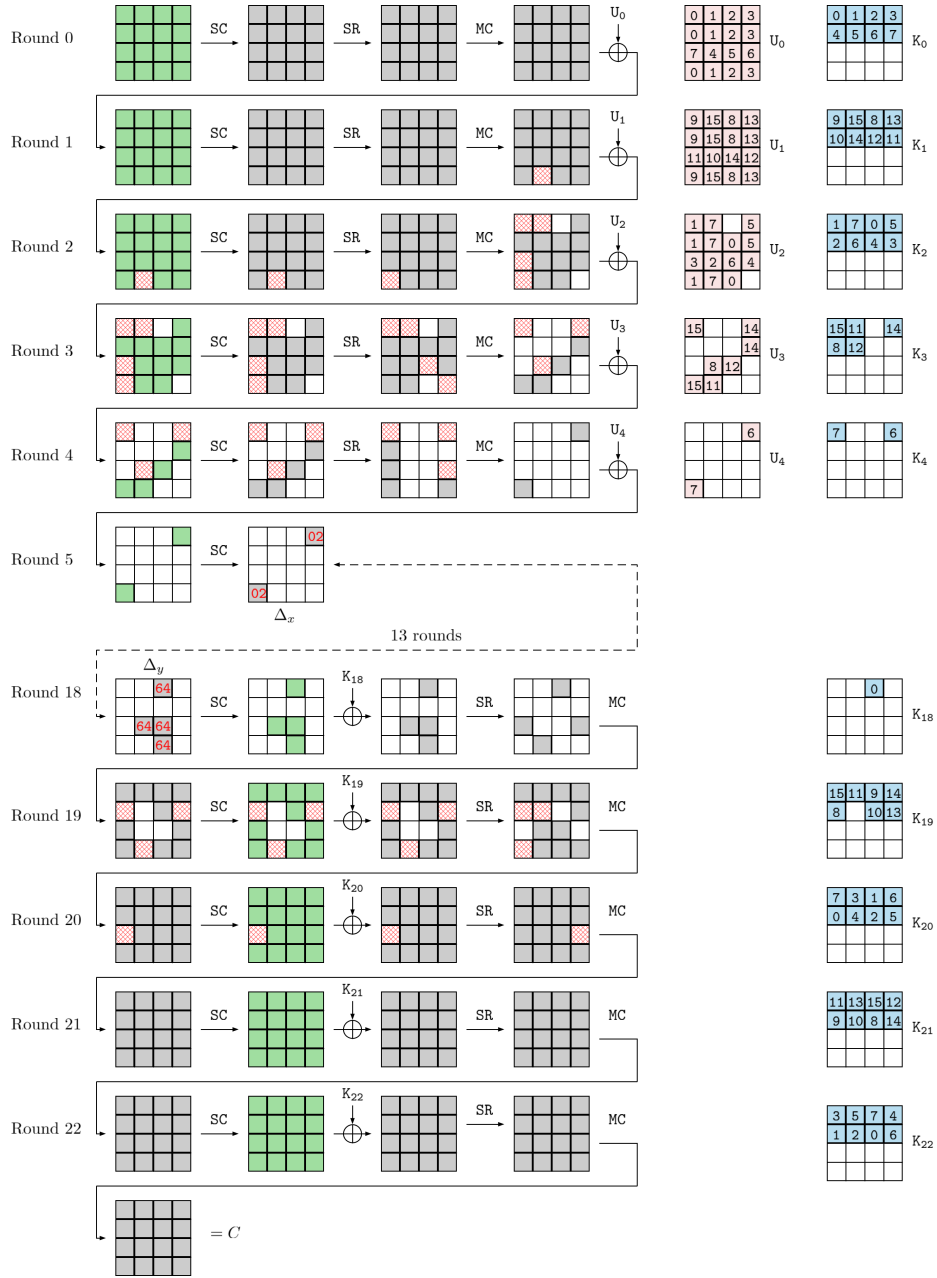 Round 0 SC SR MC U0
0 1 2 3
0 1 2 3
7 4 5 6
0 1 2 3
U0
0 1 2 3
4 5 6 7
K0
Round 1 SC SR MC U1
9 15 8 13
9 15 8 13
11 10 14 12
9 15 8 13
U1
9 15 8 13
10 14 12 11
K1
Round 2 SC SR MC U2
1 7 5
1 7 0 5
3 2 6 4
1 7 0
U2
1 7 0 5
2 6 4 3
K2
Round 3 SC SR MC U3
15 14
14
8 12
15 11
U3
15 11 14
8 12
K3
Round 4 SC SR MC U4
6
7
U4
7 6
K4
Round 5 SC
02
02
Δx
13 rounds
Δy
Round 18 SC K18 SR MC
64
64 64
64
0
K18
Round 19 SC K19 SR MC
15 11 9 14
8 10 13
K19
Round 20 SC K20 SR MC
7 3 1 6
0 4 2 5
K20
Round 21 SC K21 SR MC
11 13 15 12
9 10 8 14
K21
Round 22 SC K22 SR MC
3 5 7 4
1 2 0 6
K22
= C